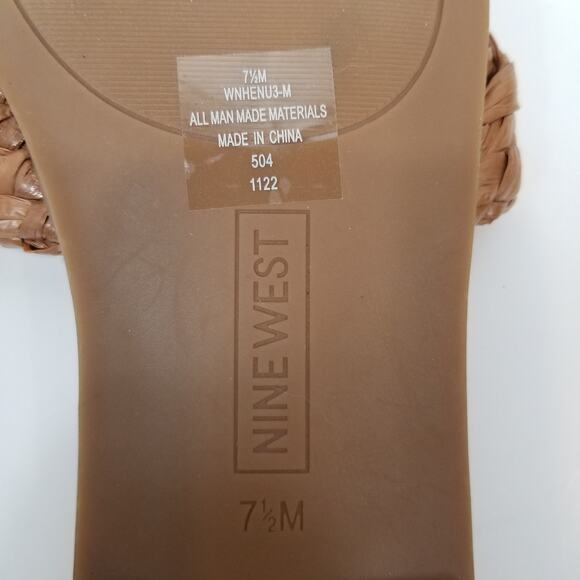 7½M
WNHENU3-M
ALL MAN MADE MATERIALS
MADE IN CHINA
504
1122
NINE WEST
7½M